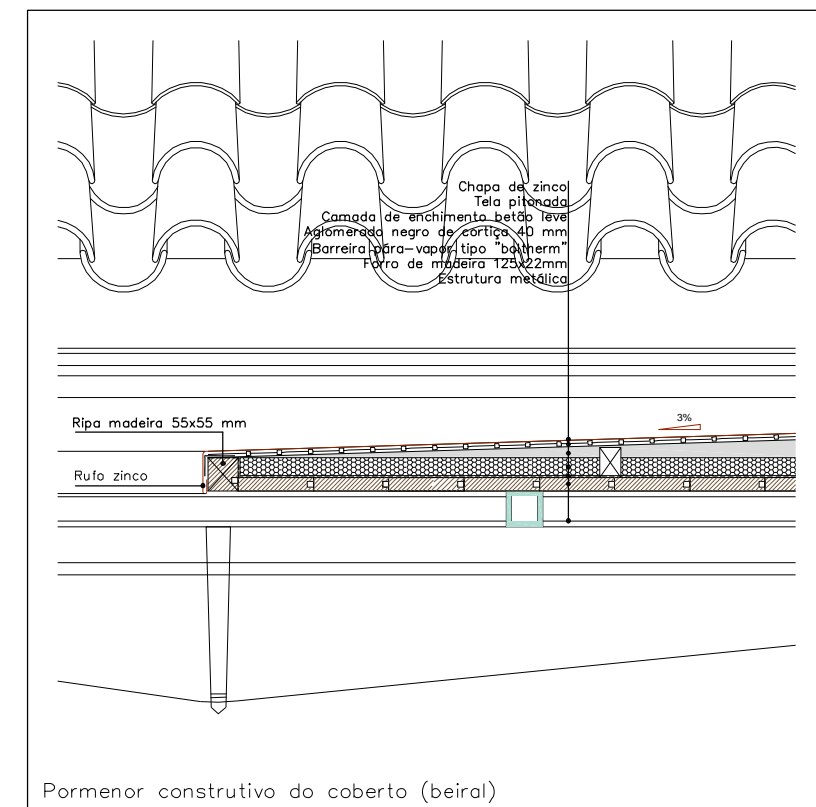 Chapa de zinco
Tela pitonada
Camada de enchimento betão leve
Aglomerado negro de cortiça 40 mm
Barreira pára-vapor tipo "boltherm"
Forro de madeira 125x22mm
Estrutura metálica
Ripa madeira 55x55 mm
3%
Rufo zinco
Pormenor construtivo do coberto (beiral)